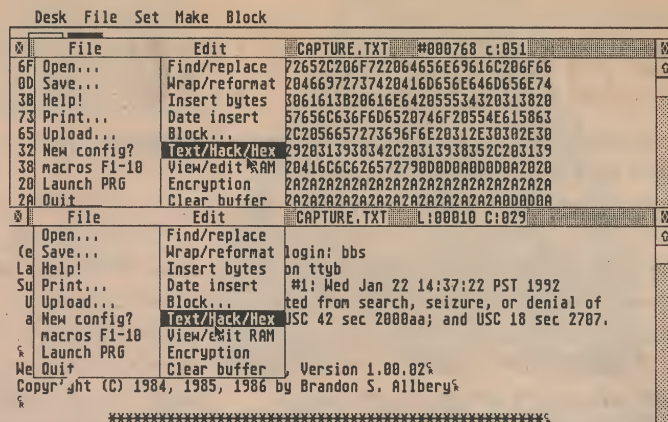 Desk File Set Make Block
File Edit CAPTURE.TXT #000768 c:051
6F Open... Find/replace 72652C206F722064656E69616C206F66
0D Save... Wrap/reformat 20466972737420416D656E646D656E74
3B Help! Insert bytes 3061613B20616E642055534320313820
73 Print... Date insert 57656C636F6D6520746F20554E615863
65 Upload... Block... 2C2056657273696F6E20312E30302E30
32 New config? Text/Hack/Hex 2920313938342C20313938352C203139
38 macros F1-10 View/edit RAM 20416C6C626572790D0D0A0D0D0A2020
20 Launch PRG Encryption 2A2A2A2A2A2A2A2A2A2A2A2A2A2A2A2A
2A Quit Clear buffer 2A2A2A2A2A2A2A2A2A2A2A2A2A0D0D0A
File Edit CAPTURE.TXT L:00010 C:029
Open... Find/replace
(e Save... Wrap/reformat login: bbs
La Help! Insert bytes on ttyb
Su Print... Date insert #1: Wed Jan 22 14:37:22 PST 1992
U Upload... Block... ted from search, seizure, or denial of
a New config? Text/Hack/Hex USC 42 sec 2000aa; and USC 18 sec 2707.
macros F1-10 View/edit RAM
Launch PRG Encryption
We Quit Clear buffer , Version 1.00.02
Copyright (C) 1984, 1985, 1986 by Brandon S. Allbery